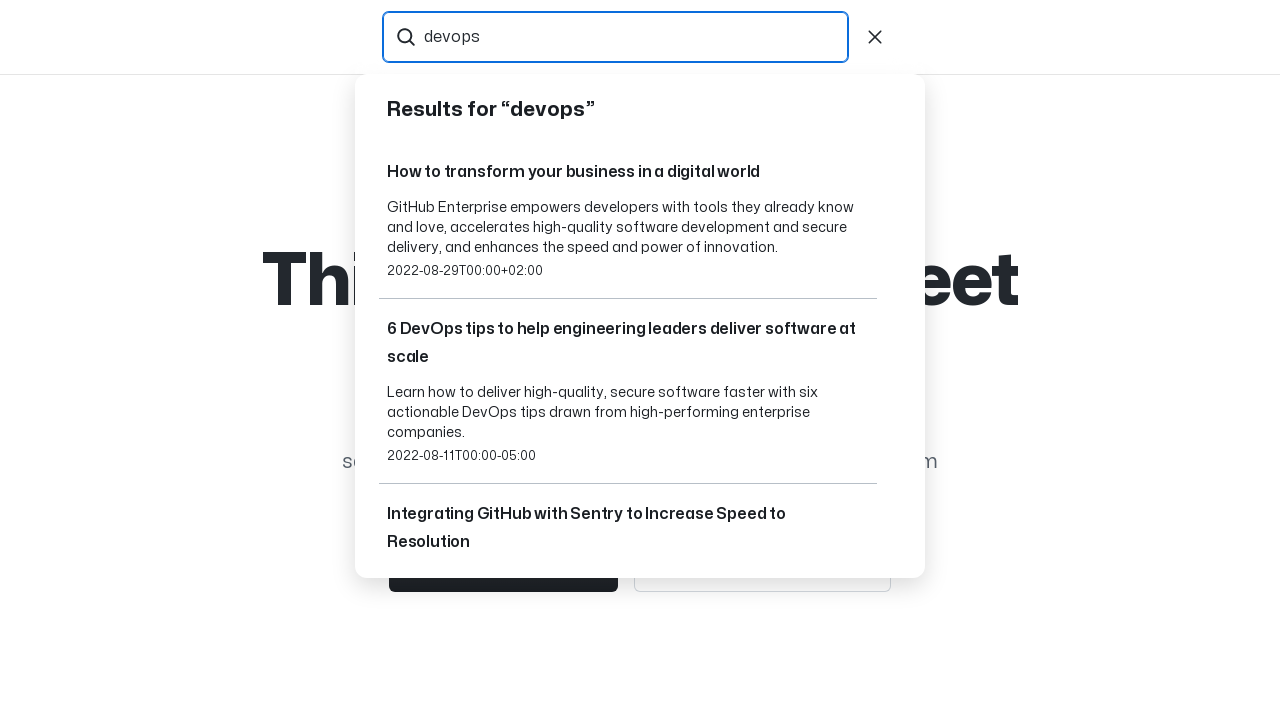 devops
Results for “devops”
How to transform your business in a digital world
GitHub Enterprise empowers developers with tools they already know
and love, accelerates high-quality software development and secure
delivery, and enhances the speed and power of innovation.
2022-08-29T00:00+02:00
6 DevOps tips to help engineering leaders deliver software at
scale
Learn how to deliver high-quality, secure software faster with six
actionable DevOps tips drawn from high-performing enterprise
companies.
2022-08-11T00:00-05:00
Integrating GitHub with Sentry to Increase Speed to
Resolution